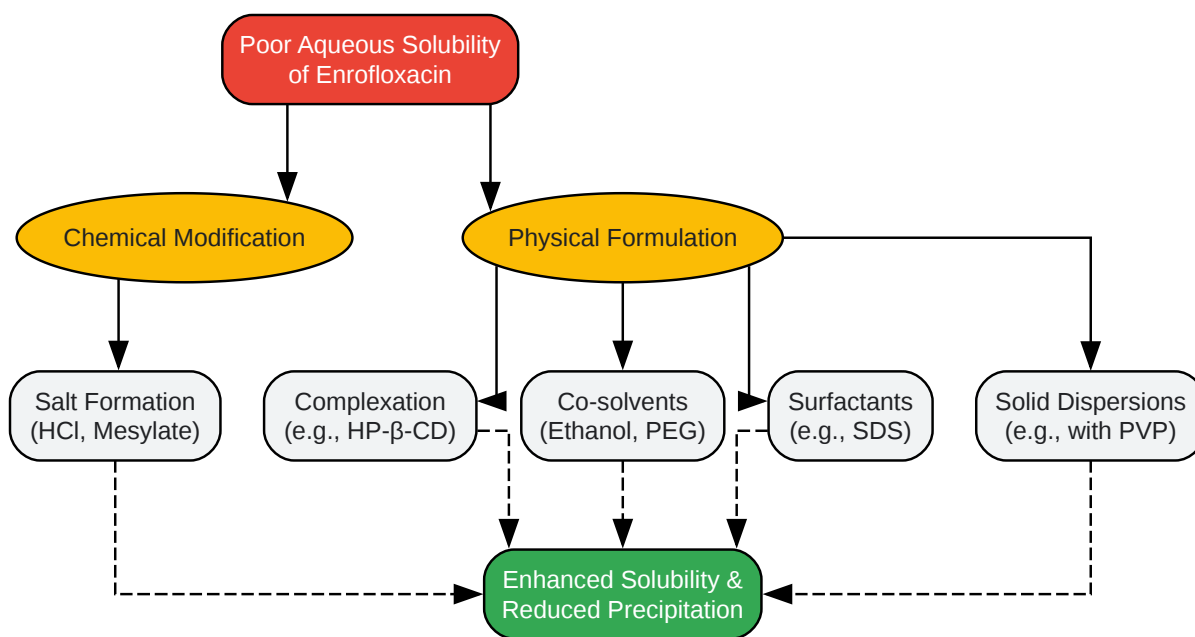 Poor Aqueous Solubility
of Enrofloxacin
Chemical Modification
Physical Formulation
Salt Formation
(HCl, Mesylate)
Complexation
(e.g., HP-β-CD)
Co-solvents
(Ethanol, PEG)
Surfactants
(e.g., SDS)
Solid Dispersions
(e.g., with PVP)
Enhanced Solubility &
Reduced Precipitation